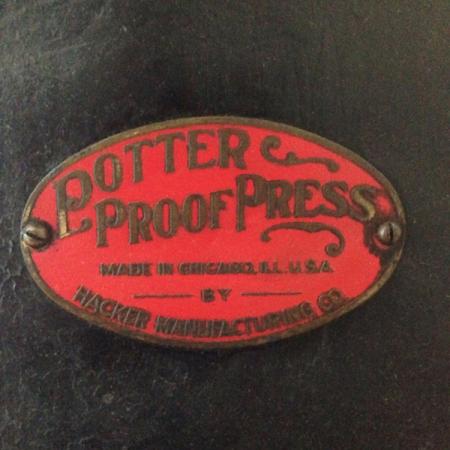 POTTER
PROOF PRESS
MADE IN CHICAGO, ILL. U.S.A.
BY
HACKER MANUFACTURING CO.